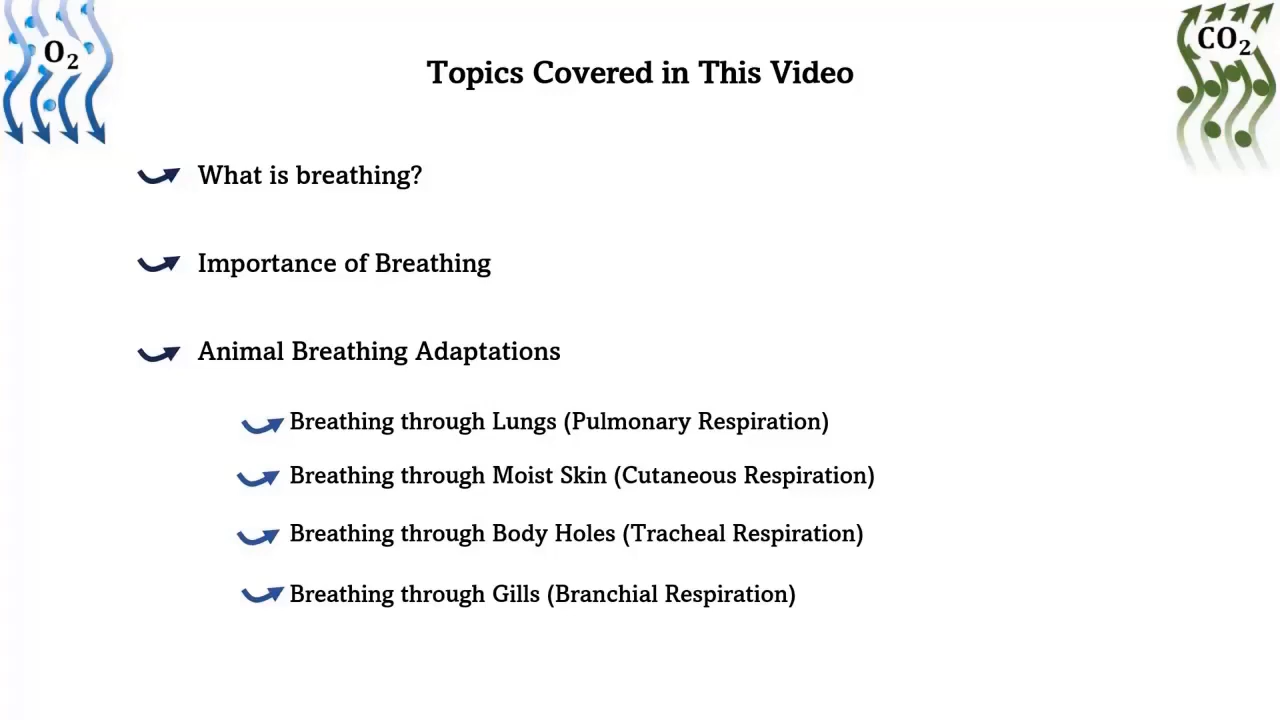 O₂
CO₂
Topics Covered in This Video
What is breathing?
Importance of Breathing
Animal Breathing Adaptations
Breathing through Lungs (Pulmonary Respiration)
Breathing through Moist Skin (Cutaneous Respiration)
Breathing through Body Holes (Tracheal Respiration)
Breathing through Gills (Branchial Respiration)